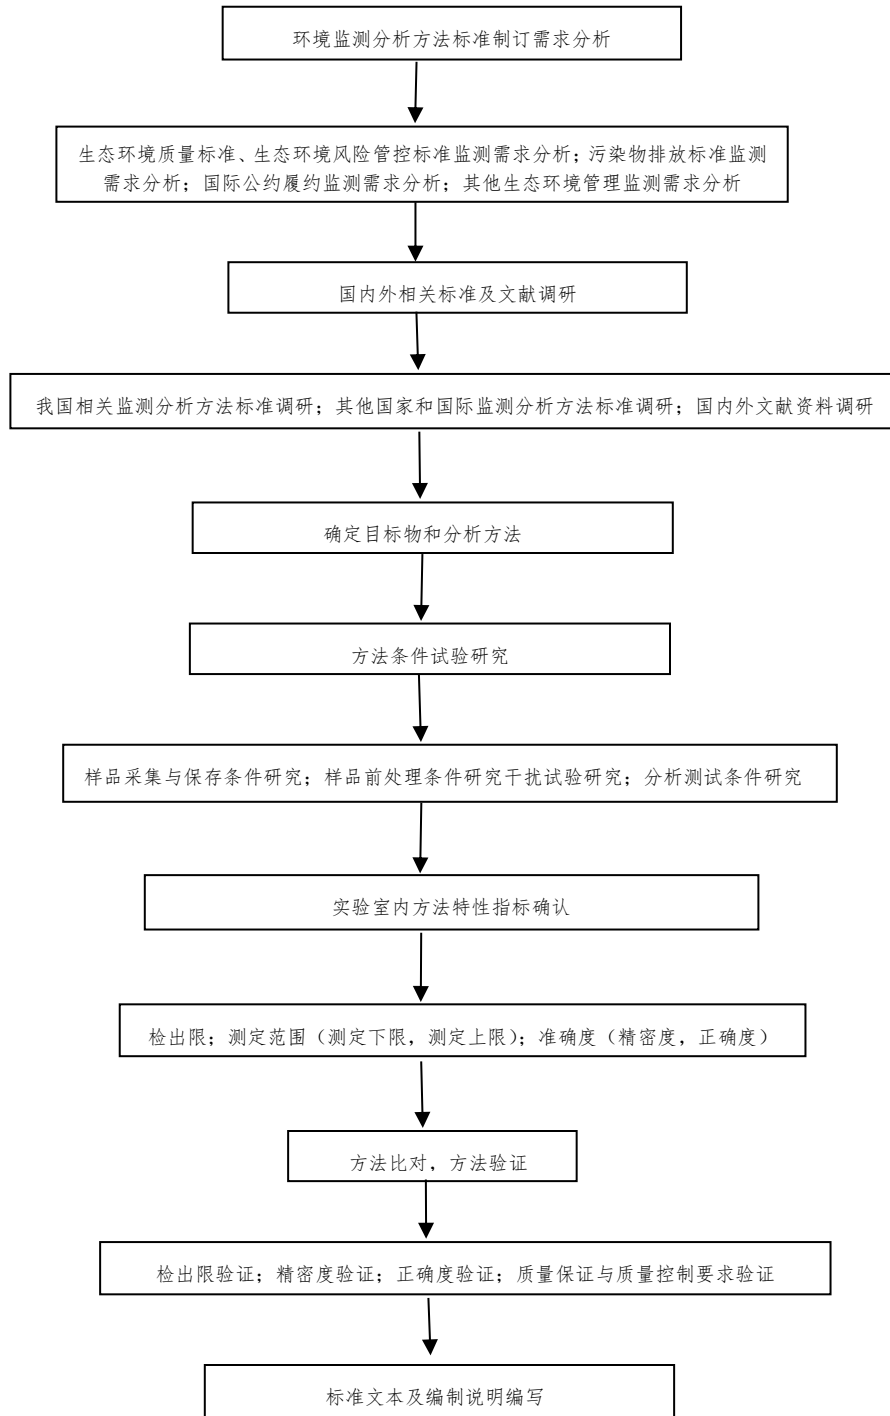 环境监测分析方法标准制订需求分析
生态环境质量标准、生态环境风险管控标准监测需求分析；污染物排放标准监测
需求分析；国际公约履约监测需求分析；其他生态环境管理监测需求分析
国内外相关标准及文献调研
我国相关监测分析方法标准调研；其他国家和国际监测分析方法标准调研；国内外文献资料调研
确定目标物和分析方法
方法条件试验研究
样品采集与保存条件研究；样品前处理条件研究干扰试验研究；分析测试条件研究
实验室内方法特性指标确认
检出限；测定范围（测定下限，测定上限）；准确度（精密度，正确度）
方法比对，方法验证
检出限验证；精密度验证；正确度验证；质量保证与质量控制要求验证
标准文本及编制说明编写